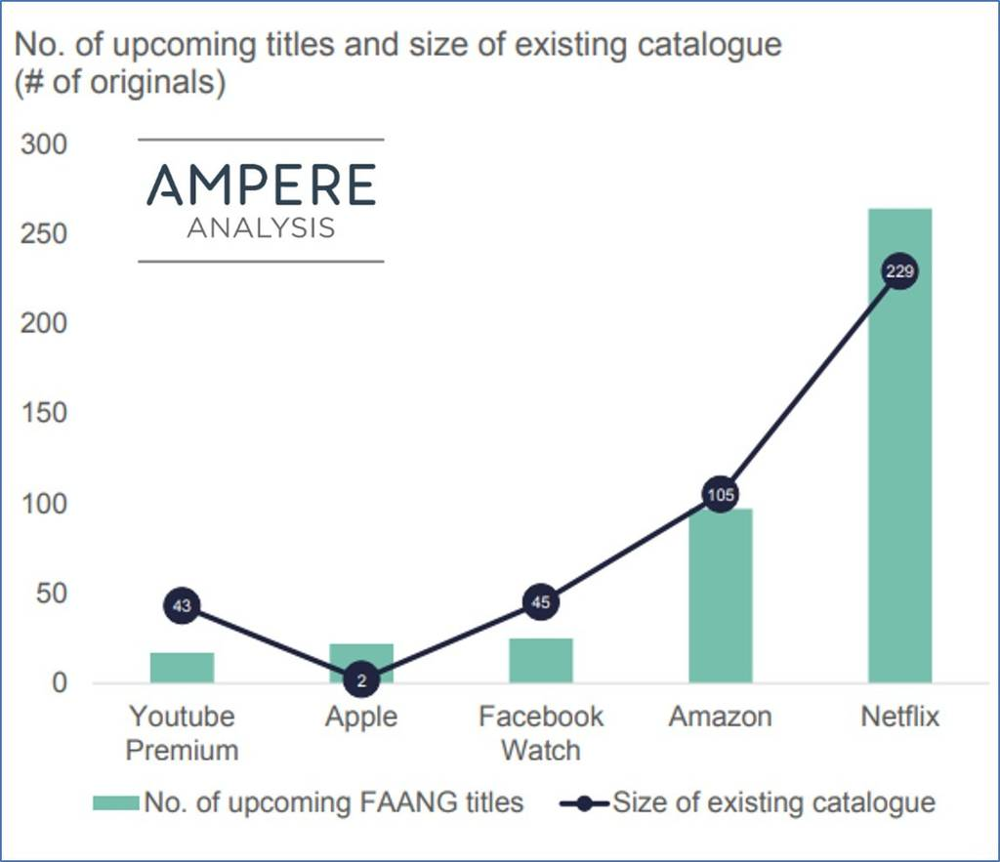 No. of upcoming titles and size of existing catalogue
(# of originals)
300
AMPERE
ANALYSIS
250
200
150
100
50
0
43
2
45
105
229
Youtube
Premium
Apple
Facebook
Watch
Amazon
Netflix
No. of upcoming FAANG titles
Size of existing catalogue